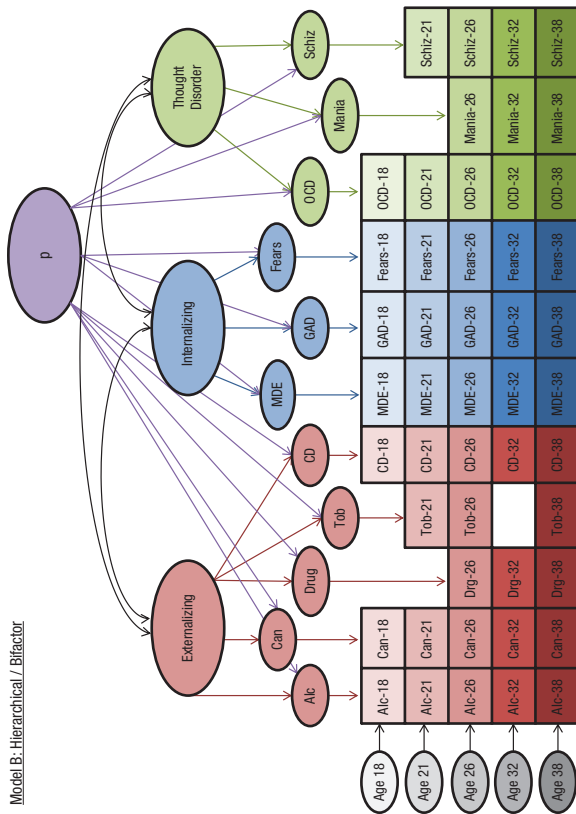 Model B: Hierarchical / Bifactor
p
Externalizing
Internalizing
Thought
Disorder
Alc
Can
Drug
Tob
CD
MDE
GAD
Fears
OCD
Mania
Schiz
Age 18
Alc-18
Can-18
CD-18
MDE-18
GAD-18
Fears-18
OCD-18
Age 21
Alc-21
Can-21
Tob-21
CD-21
MDE-21
GAD-21
Fears-21
OCD-21
Schiz-21
Age 26
Alc-26
Can-26
Drg-26
Tob-26
CD-26
MDE-26
GAD-26
Fears-26
OCD-26
Mania-26
Schiz-26
Age 32
Alc-32
Can-32
Drg-32
CD-32
MDE-32
GAD-32
Fears-32
OCD-32
Mania-32
Schiz-32
Age 38
Alc-38
Can-38
Drg-38
Tob-38
CD-38
MDE-38
GAD-38
Fears-38
OCD-38
Mania-38
Schiz-38